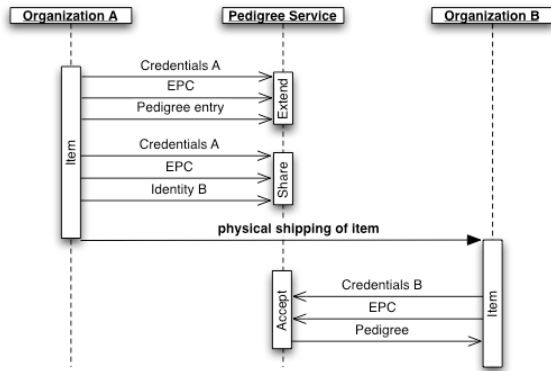 Organization A
Pedigree Service
Organization B
Credentials A
EPC
Pedigree entry
Extend
Item
Credentials A
EPC
Identity B
Share
physical shipping of item
Credentials B
EPC
Pedigree
Accept
Item